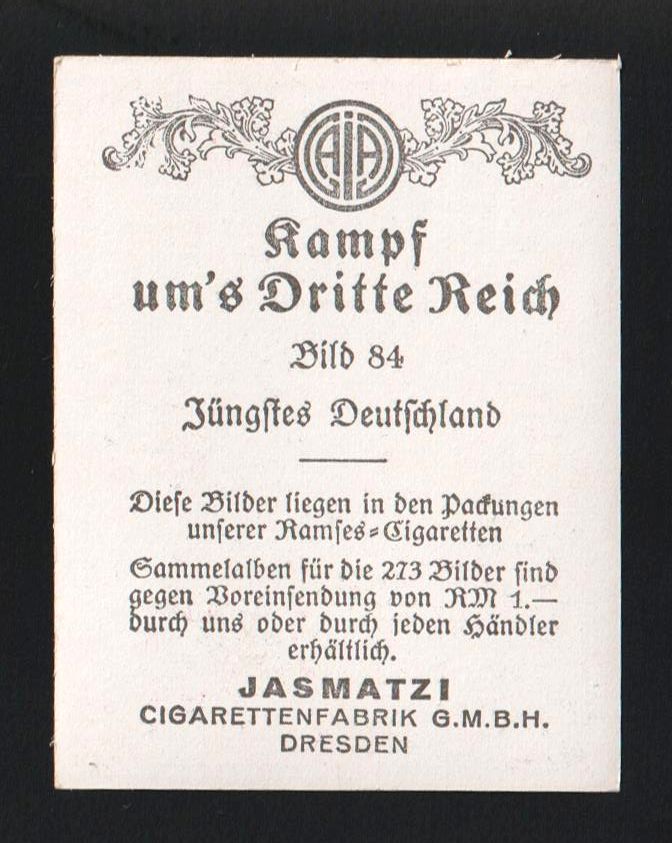 Kampf
um's Dritte Reich
Bild 84
Jüngstes Deutschland
Diese Bilder liegen in den Packungen
unserer Ramses=Cigaretten
Sammelalben für die 273 Bilder sind
gegen Voreinsendung von RM 1.—
durch uns oder durch jeden Händler
erhältlich.
JASMATZI
CIGARETTENFABRIK G.M.B.H.
DRESDEN